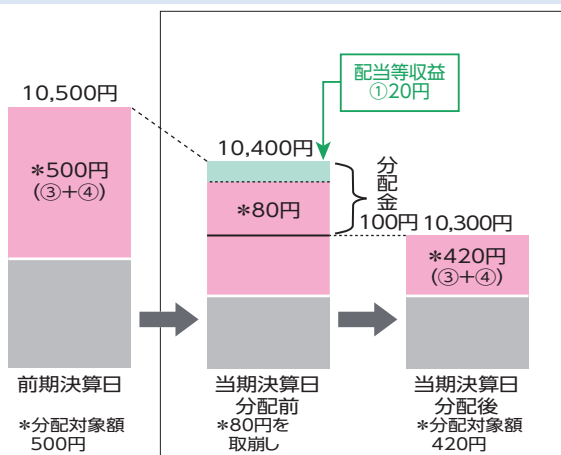 配当等収益
①20円
10,500円
10,400円
*500円
(③+④)
*80円
分配金
100円
10,300円
*420円
(③+④)
前期決算日
*分配対象額
500円
当期決算日
分配前
*80円を
取崩し
当期決算日
分配後
*分配対象額
420円